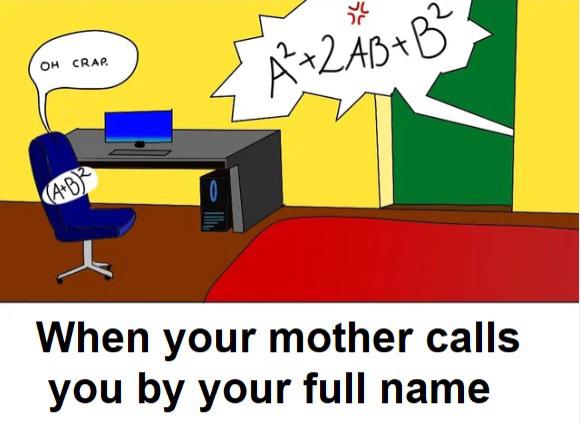 OH CRAP.
A²+2AB+B²
(A+B)²
When your mother calls
you by your full name